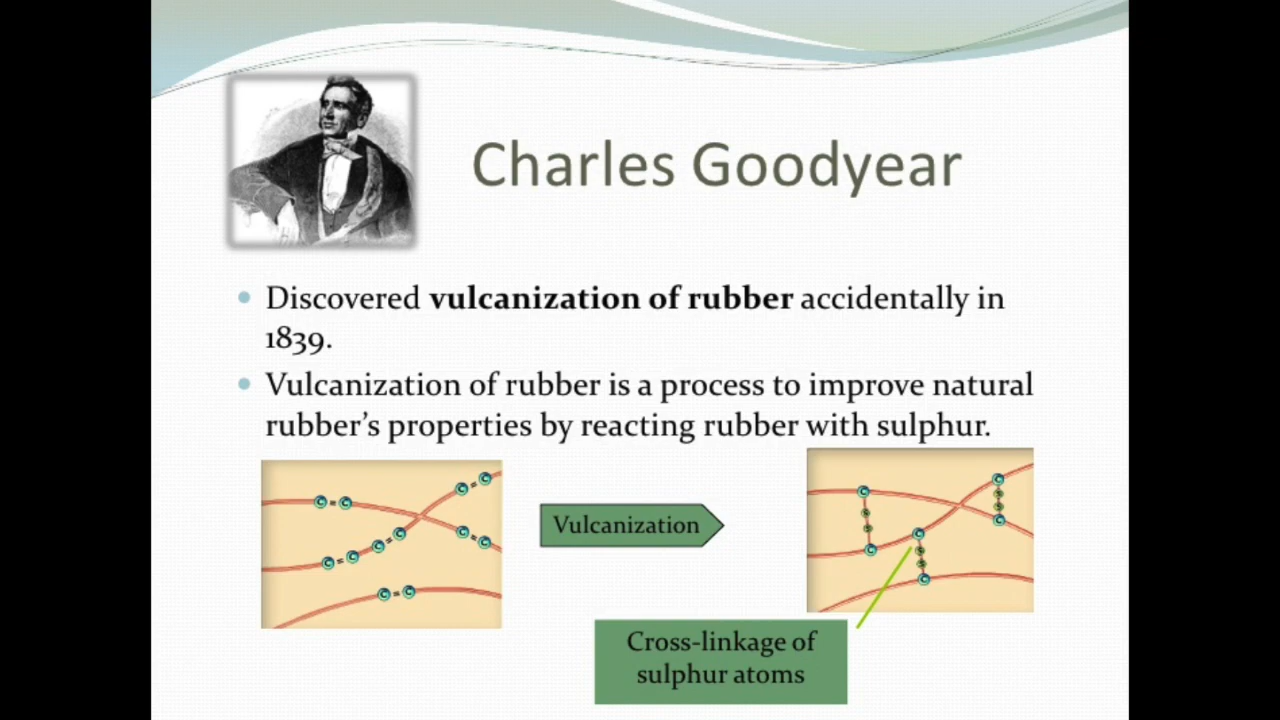 Charles Goodyear
Discovered vulcanization of rubber accidentally in
1839.
Vulcanization of rubber is a process to improve natural
rubber’s properties by reacting rubber with sulphur.
C = C
C = C
C = C
C = C = C = C
C = C
Vulcanization
C
S
S
C
C
S
S
C
C
S
S
C
Cross-linkage of
sulphur atoms